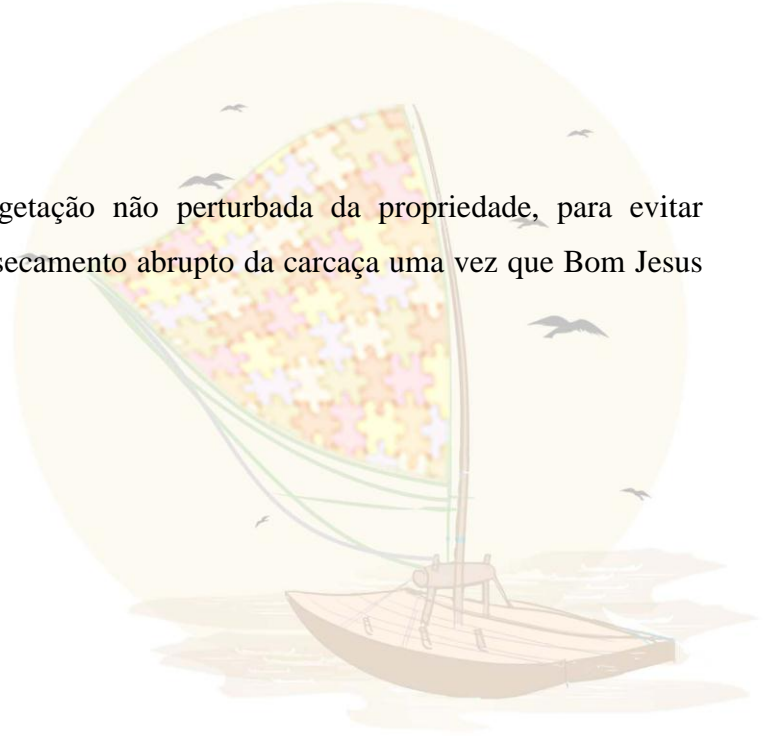 getação não perturbada da propriedade, para evitar
secamento abrupto da carcaça uma vez que Bom Jesus